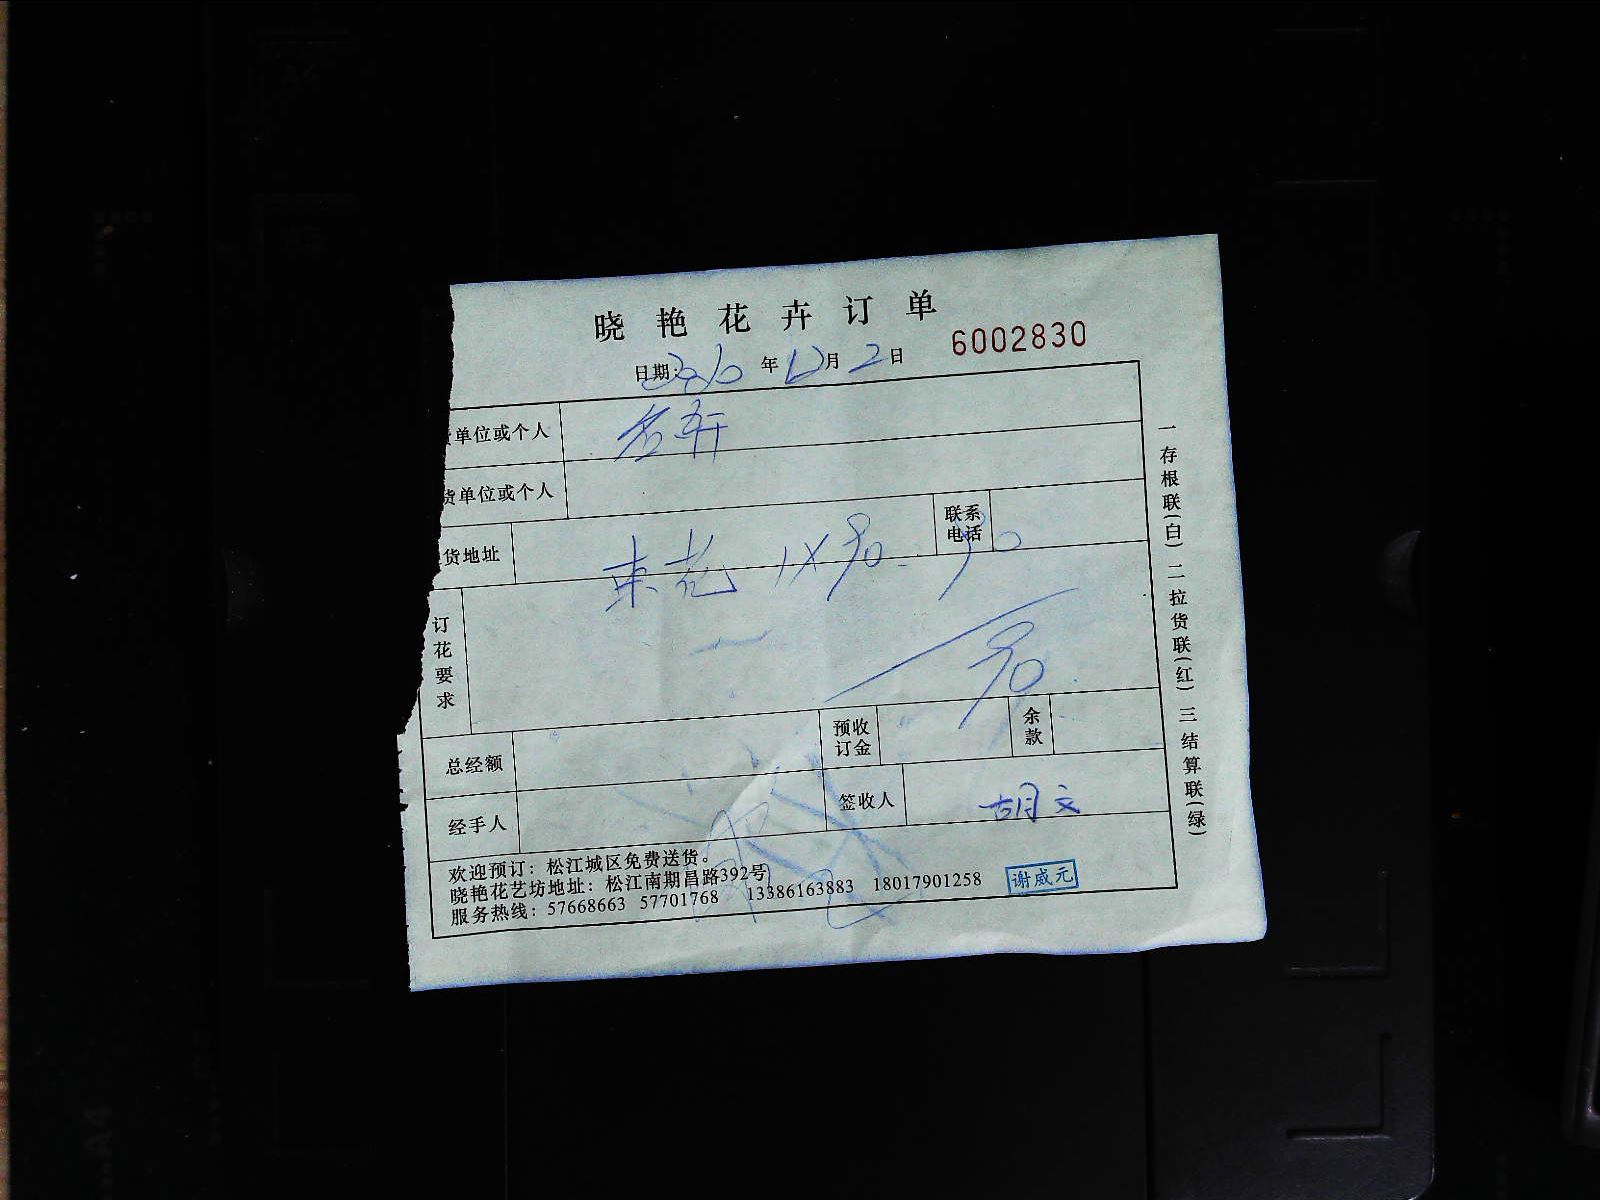 晓艳花卉订单
6002830
日期: 年 月 2 日
货单位或个人
货单位或个人
货地址
联系电话
束花 1X90. 90
订花要求
90
总经额
预收订金
余款
经手人
签收人
胡文
欢迎预订：松江城区免费送货。
晓艳花艺坊地址：松江南期昌路392号
服务热线：57668663 57701768 13386163883 18017901258
谢威元
一存根联(白) 二拉货联(红) 三结算联(绿)